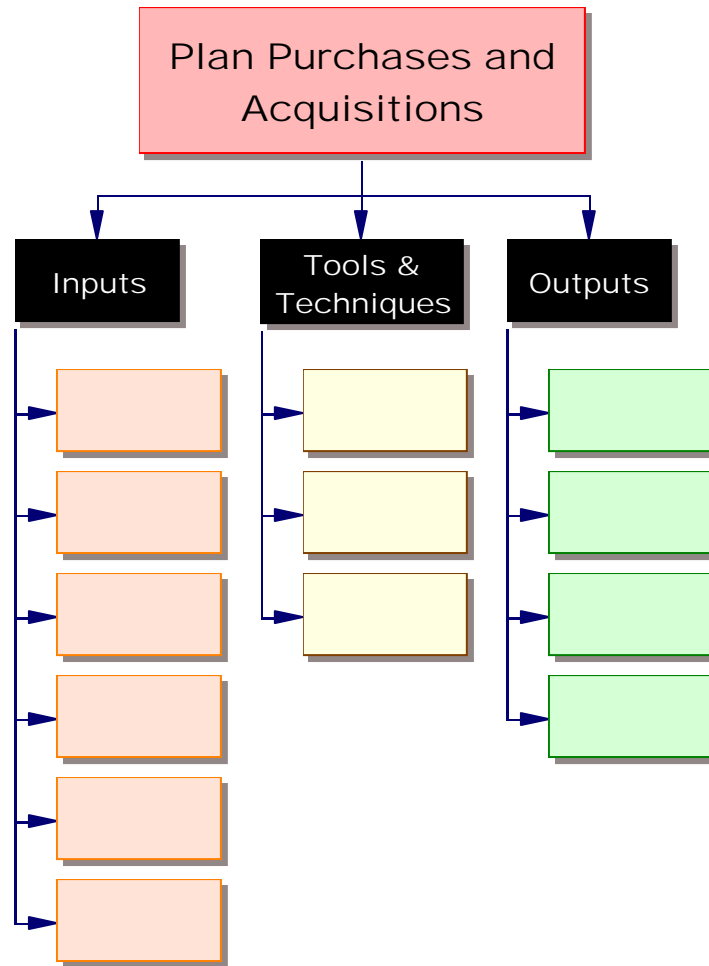 Plan Purchases and
Acquisitions
Inputs
Tools &
Techniques
Outputs